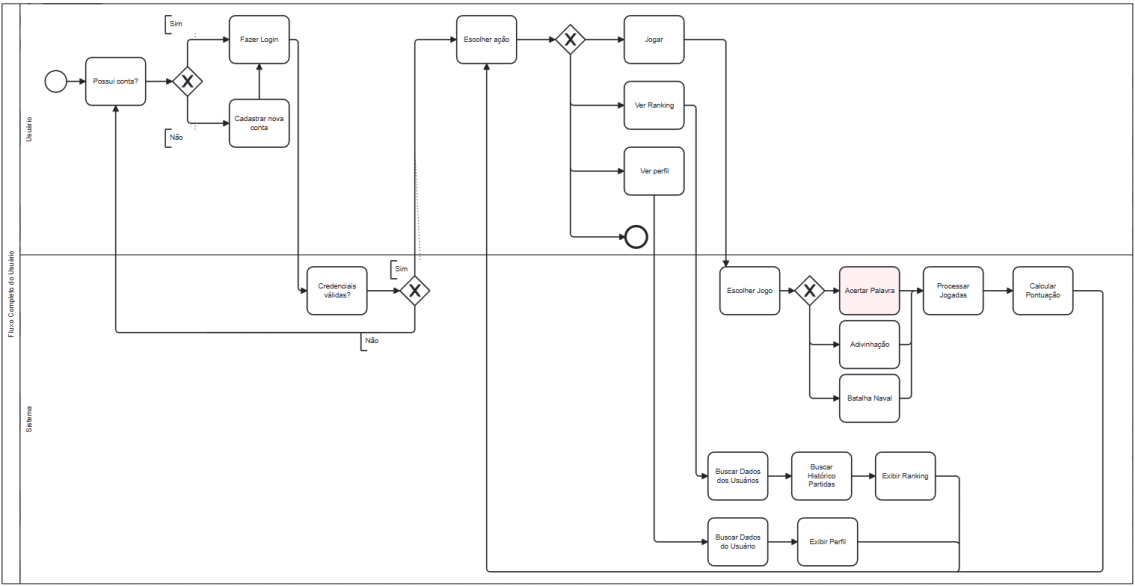 Fluxo Completo do Usuário
Usuário
Possui conta?
Sim
Não
Fazer Login
Cadastrar nova
conta
Escolher ação
Jogar
Ver Ranking
Ver perfil
Sistema
Credenciais
válidas?
Sim
Não
Escolher Jogo
Acertar Palavra
Adivinhação
Batalha Naval
Processar
Jogadas
Calcular
Pontuação
Buscar Dados
dos Usuários
Buscar
Histórico
Partidas
Exibir Ranking
Buscar Dados
do Usuário
Exibir Perfil